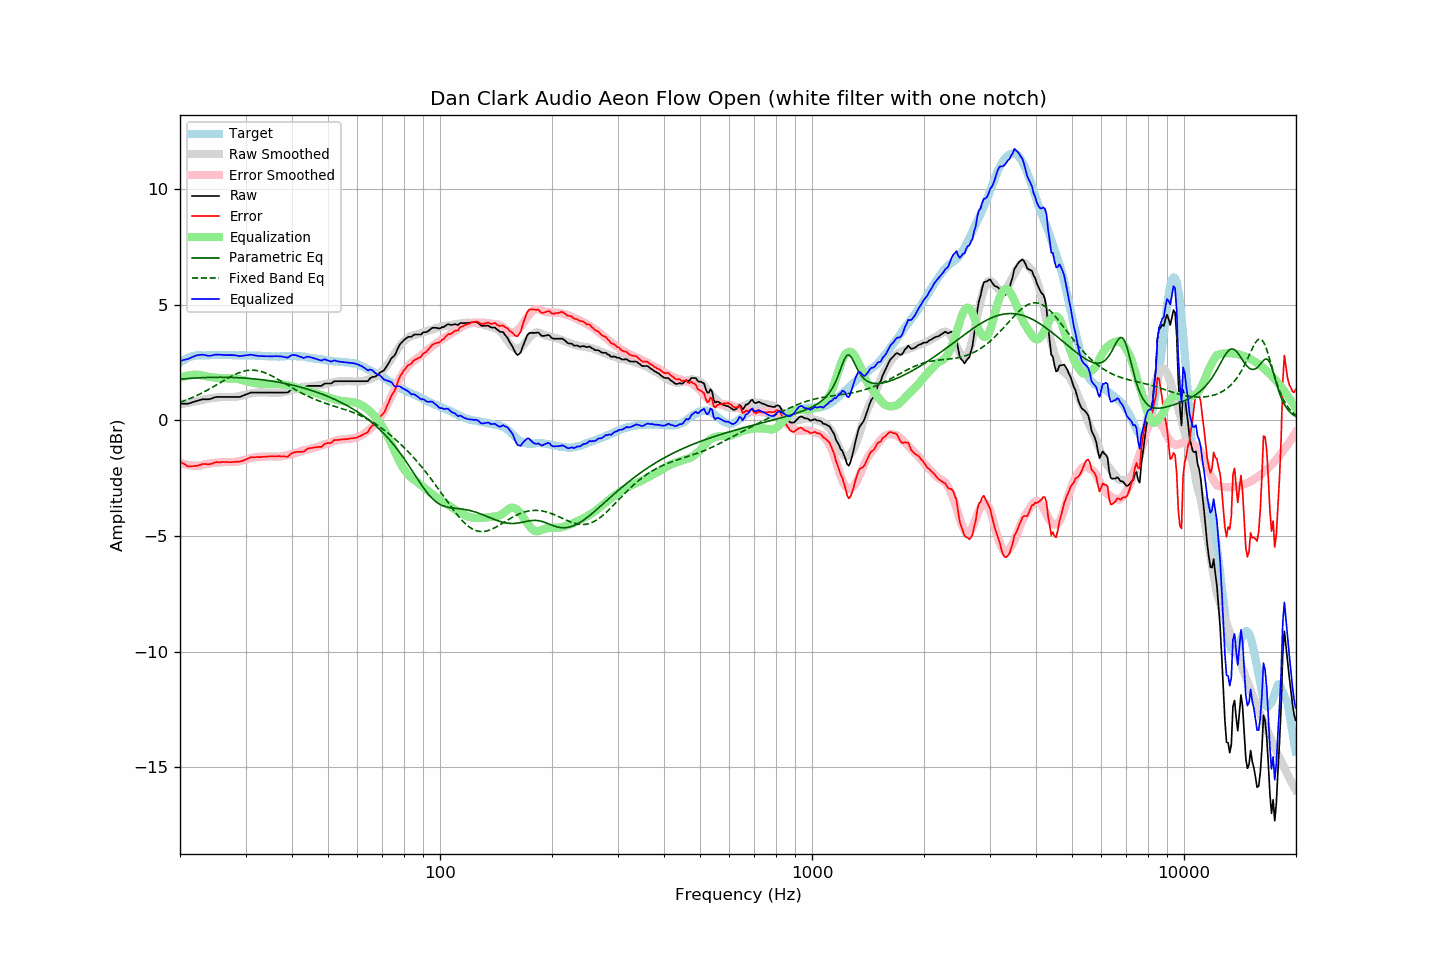 Dan Clark Audio Aeon Flow Open (white filter with one notch)
Target
Raw Smoothed
Error Smoothed
Raw
Error
Equalization
Parametric Eq
Fixed Band Eq
Equalized
10
5
0
−5
−10
−15
Amplitude (dBr)
100
1000
10000
Frequency (Hz)